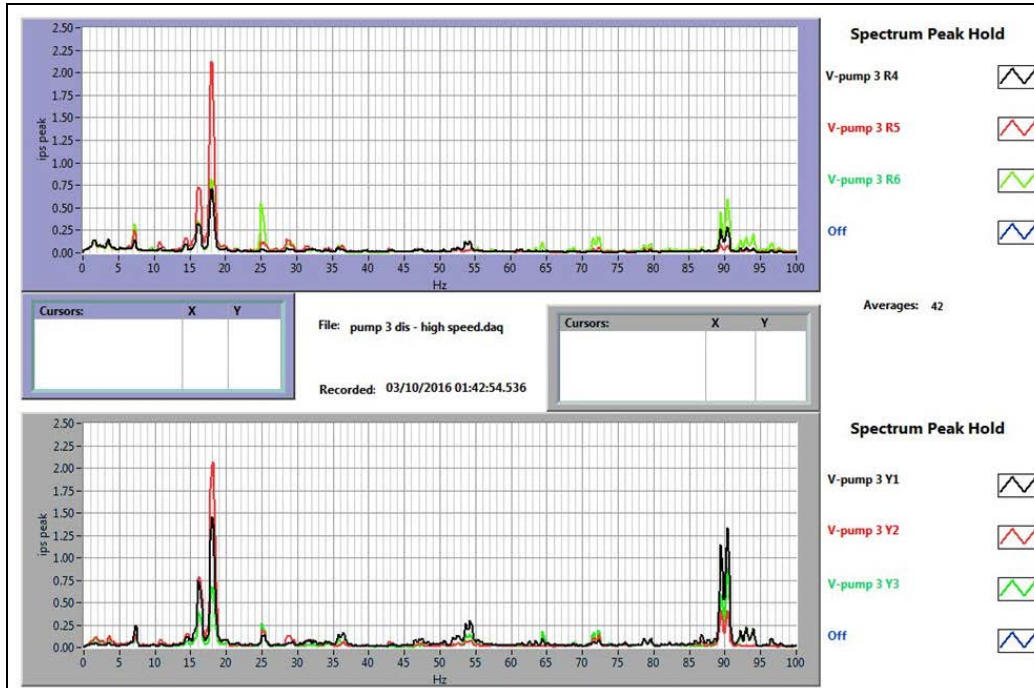 2.50
2.25
2.00
1.75
1.50
1.25
1.00
0.75
0.50
0.25
0.00
ips peak
0 5 10 15 20 25 30 35 40 45 50 55 60 65 70 75 80 85 90 95 100
Hz
Spectrum Peak Hold
V-pump 3 R4
V-pump 3 R5
V-pump 3 R6
Off
Cursors: X Y
File: pump 3 dis - high speed.daq
Recorded: 03/10/2016 01:42:54.536
Cursors: X Y
Averages: 42
2.50
2.25
2.00
1.75
1.50
1.25
1.00
0.75
0.50
0.25
0.00
ips peak
0 5 10 15 20 25 30 35 40 45 50 55 60 65 70 75 80 85 90 95 100
Hz
Spectrum Peak Hold
V-pump 3 Y1
V-pump 3 Y2
V-pump 3 Y3
Off